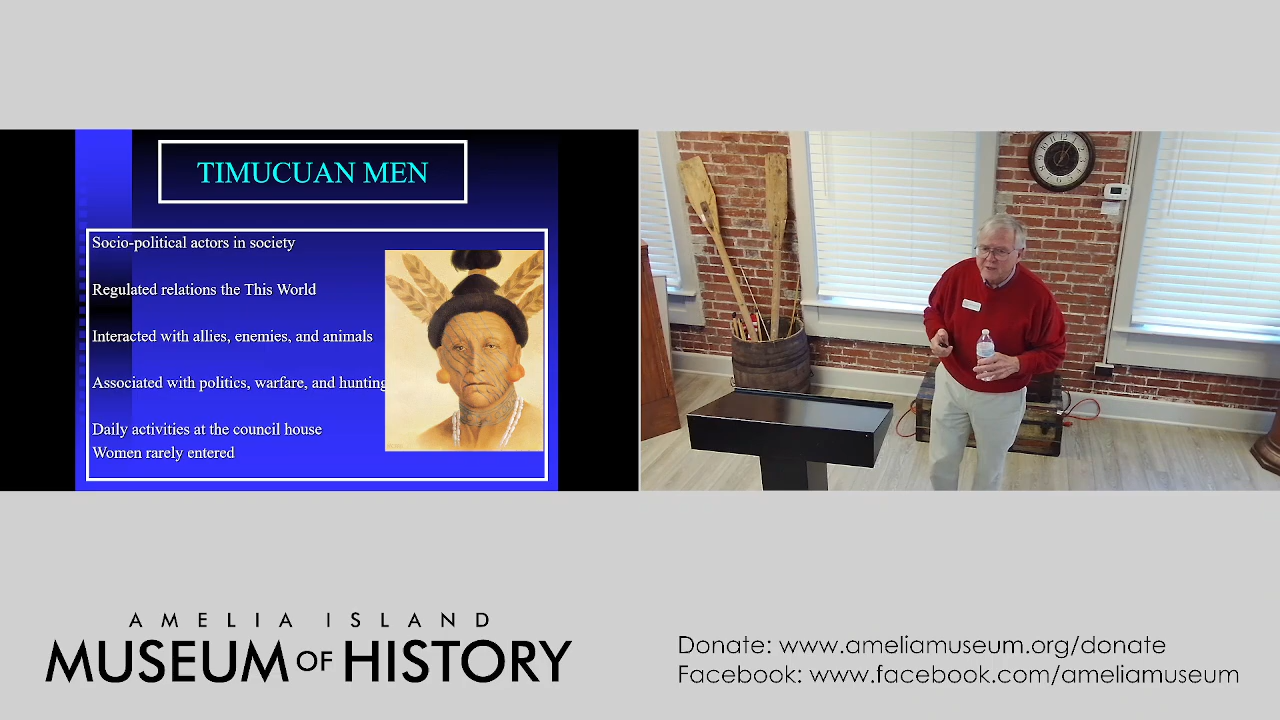 TIMUCUAN MEN
Socio-political actors in society
Regulated relations the This World
Interacted with allies, enemies, and animals
Associated with politics, warfare, and hunting
Daily activities at the council house
Women rarely entered
AMELIA ISLAND
MUSEUM OF HISTORY
Donate: www.ameliamuseum.org/donate
Facebook: www.facebook.com/ameliamuseum